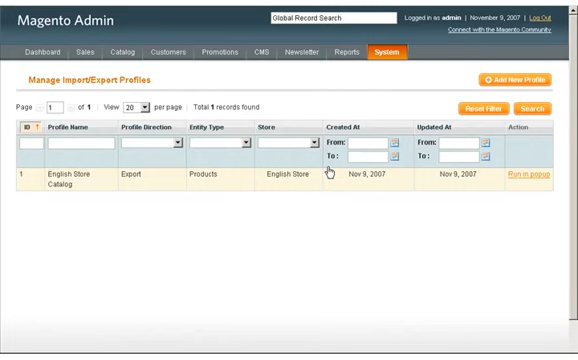 Magento Admin
Global Record Search
Logged in as admin | November 9, 2007 | Log Out
Connect with the Magento Community
Dashboard Sales Catalog Customers Promotions CMS Newsletter Reports System
Manage Import/Export Profiles
Add New Profile
Page 1 of 1 | View 20 per page | Total 1 records found
Reset Filter Search
ID Profile Name Profile Direction Entity Type Store Created At Updated At Action
From: From:
To : To :
1 English Store Catalog Export Products English Store Nov 9, 2007 Nov 9, 2007 Run in popup